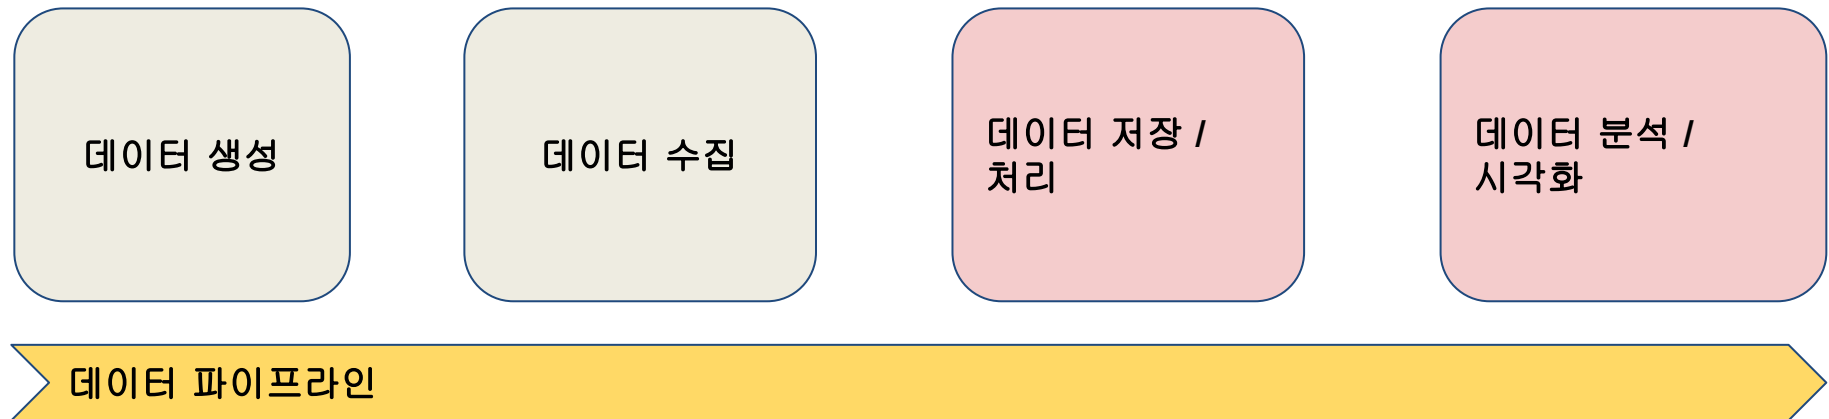 데이터 생성
데이터 수집
데이터 저장 /
처리
데이터 분석 /
시각화
데이터 파이프라인